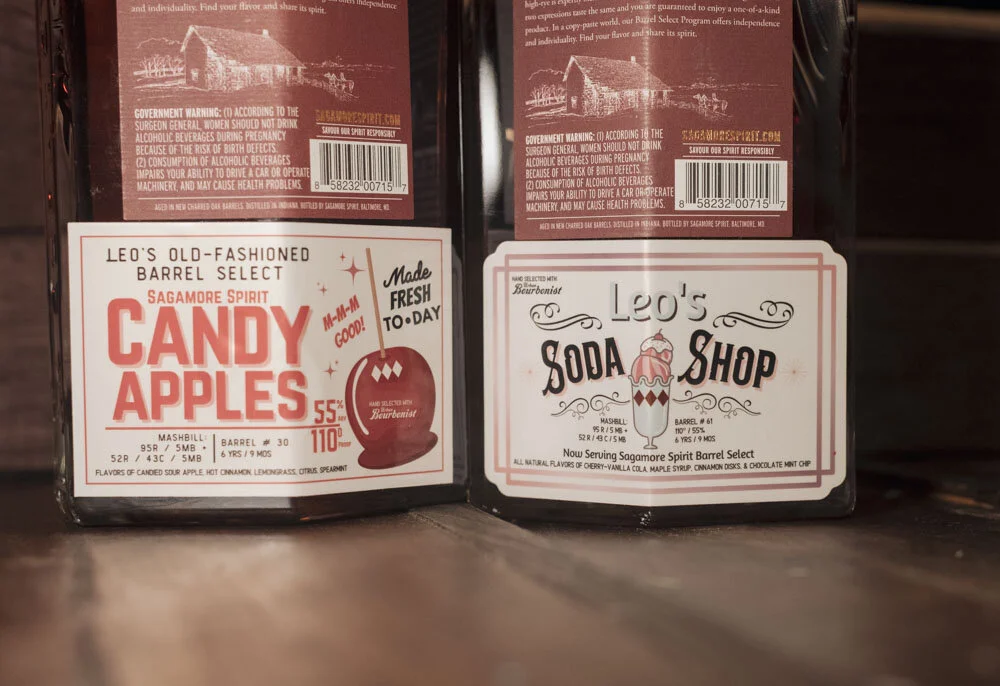 and individuality. Find your flavor and share its spirit.
GOVERNMENT WARNING: (1) ACCORDING TO THE
SURGEON GENERAL, WOMEN SHOULD NOT DRINK
ALCOHOLIC BEVERAGES DURING PREGNANCY
BECAUSE OF THE RISK OF BIRTH DEFECTS.
(2) CONSUMPTION OF ALCOHOLIC BEVERAGES
IMPAIRS YOUR ABILITY TO DRIVE A CAR OR OPERATE
MACHINERY, AND MAY CAUSE HEALTH PROBLEMS.
SAGAMORESPIRIT.COM
SAVOUR OUR SPIRIT RESPONSIBLY
8 58232 00715 7
AGED IN NEW CHARRED OAK BARRELS. DISTILLED IN INDIANA. BOTTLED BY SAGAMORE SPIRIT, BALTIMORE, MD.
LEO'S OLD-FASHIONED
BARREL SELECT
SAGAMORE SPIRIT
CANDY
APPLES
M-M-M
GOOD!
Made
FRESH
TO•DAY
55% ABV
110° Proof
HAND SELECTED WITH
Urban
Bourbonist
MASHBILL:
95R / 5MB +
52R / 43C / 5MB
BARREL # 30
6 YRS / 9 MOS
FLAVORS OF CANDIED SOUR APPLE, HOT CINNAMON, LEMONGRASS, CITRUS, SPEARMINT
two expressions taste the same and you are guaranteed to enjoy a one-of-a-kind
product. In a copy-paste world, our Barrel Select Program offers independence
and individuality. Find your flavor and share its spirit.
GOVERNMENT WARNING: (1) ACCORDING TO THE
SURGEON GENERAL, WOMEN SHOULD NOT DRINK
ALCOHOLIC BEVERAGES DURING PREGNANCY
BECAUSE OF THE RISK OF BIRTH DEFECTS.
(2) CONSUMPTION OF ALCOHOLIC BEVERAGES
IMPAIRS YOUR ABILITY TO DRIVE A CAR OR OPERATE
MACHINERY, AND MAY CAUSE HEALTH PROBLEMS.
SAGAMORESPIRIT.COM
SAVOUR OUR SPIRIT RESPONSIBLY
8 58232 00715 7
AGED IN NEW CHARRED OAK BARRELS. DISTILLED IN INDIANA. BOTTLED BY SAGAMORE SPIRIT, BALTIMORE, MD.
HAND SELECTED WITH
Urban
Bourbonist
Leo's
SODA SHOP
MASHBILL:
95 R / 5 MB +
52 R / 43 C / 5 MB
BARREL # 61
110° / 55%
6 YRS / 9 MOS
Now Serving Sagamore Spirit Barrel Select
ALL NATURAL FLAVORS OF CHERRY-VANILLA COLA, MAPLE SYRUP, CINNAMON DISKS, & CHOCOLATE MINT CHIP